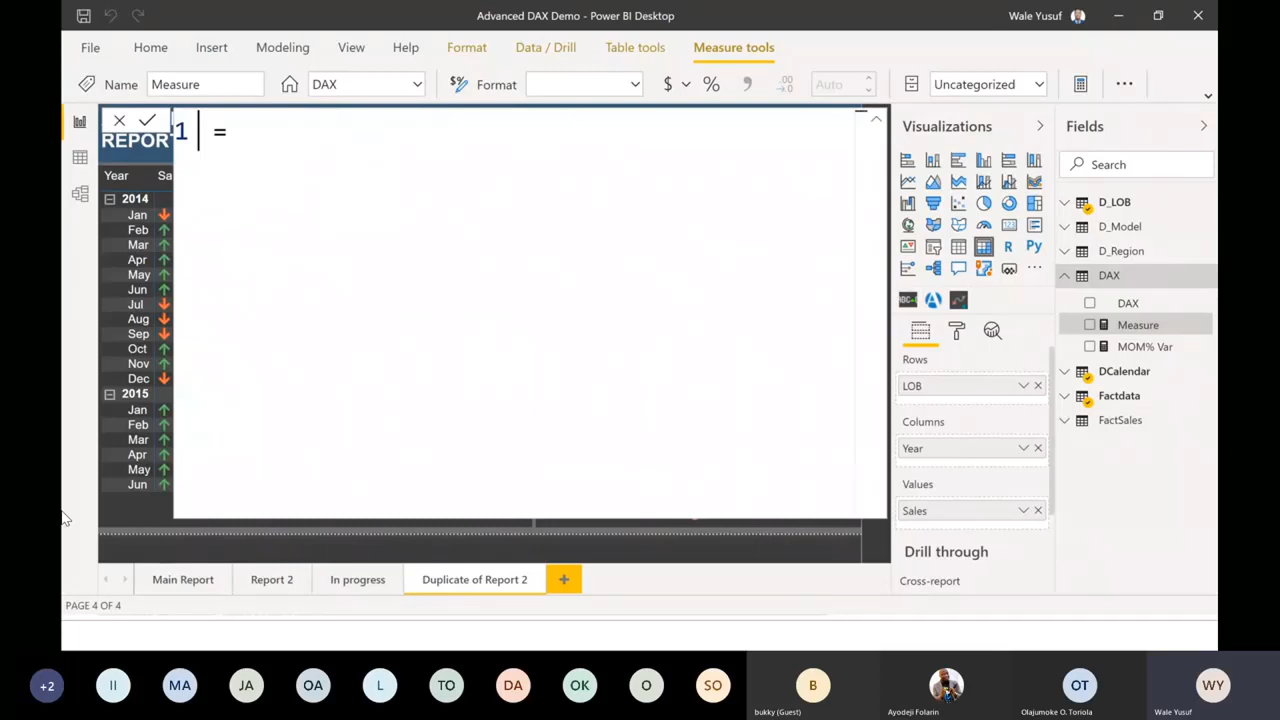 Advanced DAX Demo - Power BI Desktop
Wale Yusuf
File
Home
Insert
Modeling
View
Help
Format
Data / Drill
Table tools
Measure tools
Name
Measure
DAX
Format
$
%
Auto
Uncategorized
REPOR
1 =
Year
Sa
2014
Jan
Feb
Mar
Apr
May
Jun
Jul
Aug
Sep
Oct
Nov
Dec
2015
Jan
Feb
Mar
Apr
May
Jun
Visualizations
R
Py
Rows
LOB
Columns
Year
Values
Sales
Drill through
Cross-report
Fields
Search
D_LOB
D_Model
D_Region
DAX
DAX
Measure
MOM% Var
DCalendar
Factdata
FactSales
Main Report
Report 2
In progress
Duplicate of Report 2
+
PAGE 4 OF 4
+2
II
MA
JA
OA
L
TO
DA
OK
O
SO
B
bukky (Guest)
Ayodeji Folarin
OT
Olajumoke O. Toriola
WY
Wale Yusuf